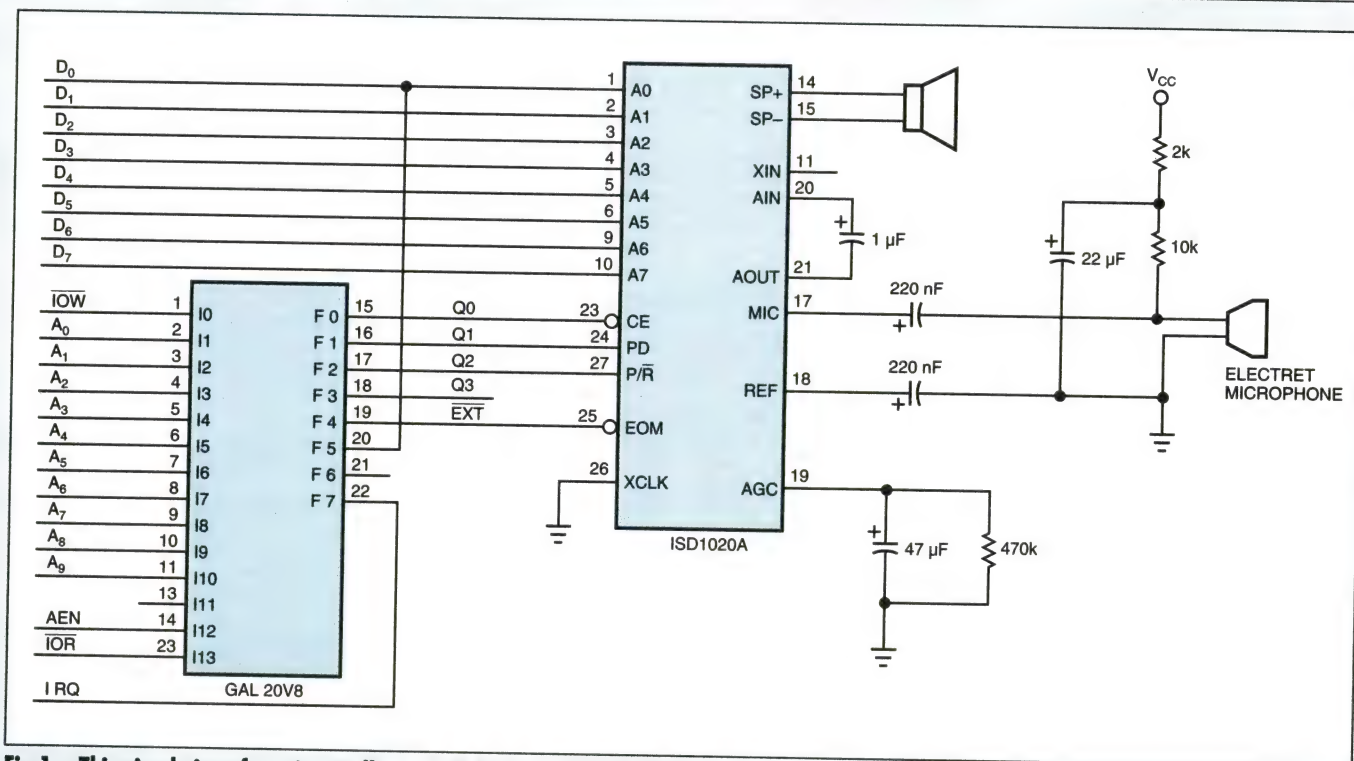 D0
D1
D2
D3
D4
D5
D6
D7
1 A0
2 A1
3 A2
4 A3
5 A4
6 A5
9 A6
10 A7
SP+ 14
SP– 15
XIN 11
AIN 20
AOUT 21
MIC 17
REF 18
AGC 19
23 CE
24 PD
27 P/R̅
25 EOM
26 XCLK
ISD1020A
1 µF
220 nF
220 nF
22 µF
VCC
2k
10k
ELECTRET
MICROPHONE
47 µF
470k
I̅O̅W̅ 1 I0
A0 2 I1
A1 3 I2
A2 4 I3
A3 5 I4
A4 6 I5
A5 7 I6
A6 8 I7
A7 9 I8
A8 10 I9
A9 11 I10
13 I11
AEN 14 I12
I̅O̅R̅ 23 I13
I RQ
F 0 15 Q0
F 1 16 Q1
F 2 17 Q2
F 3 18 Q3
F 4 19 E̅X̅T̅
F 5 20
F 6 21
F 7 22
GAL 20V8